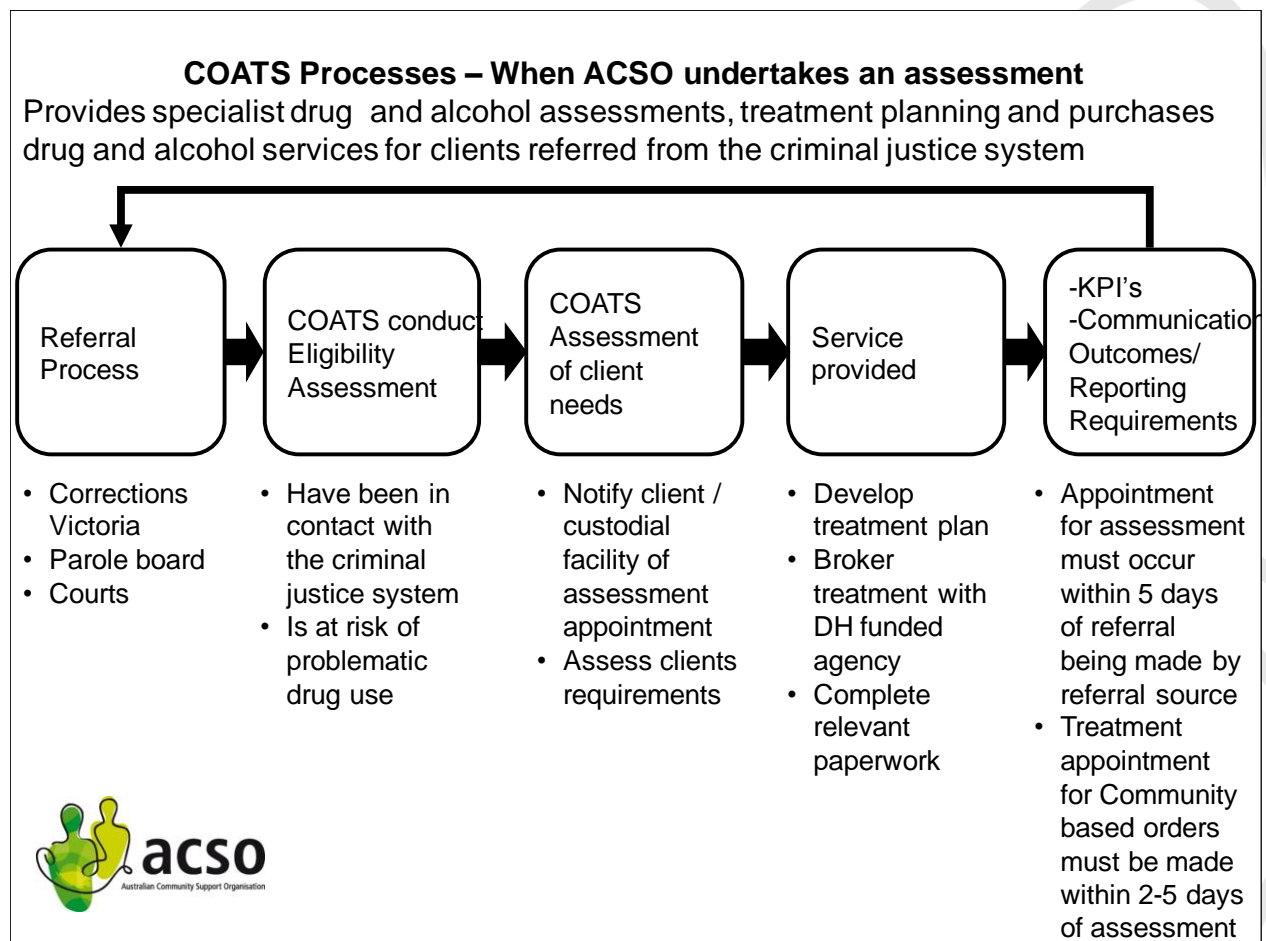 COATS Processes – When ACSO undertakes an assessment
Provides specialist drug and alcohol assessments, treatment planning and purchases
drug and alcohol services for clients referred from the criminal justice system
Referral
Process
COATS conduct
Eligibility
Assessment
COATS
Assessment
of client
needs
Service
provided
-KPI's
-Communication
Outcomes/
Reporting
Requirements
• Corrections
Victoria
• Parole board
• Courts
• Have been in
contact with
the criminal
justice system
• Is at risk of
problematic
drug use
• Notify client /
custodial
facility of
assessment
appointment
• Assess clients
requirements
• Develop
treatment plan
• Broker
treatment with
DH funded
agency
• Complete
relevant
paperwork
• Appointment
for assessment
must occur
within 5 days
of referral
being made by
referral source
• Treatment
appointment
for Community
based orders
must be made
within 2-5 days
of assessment
acso
Australian Community Support Organisation